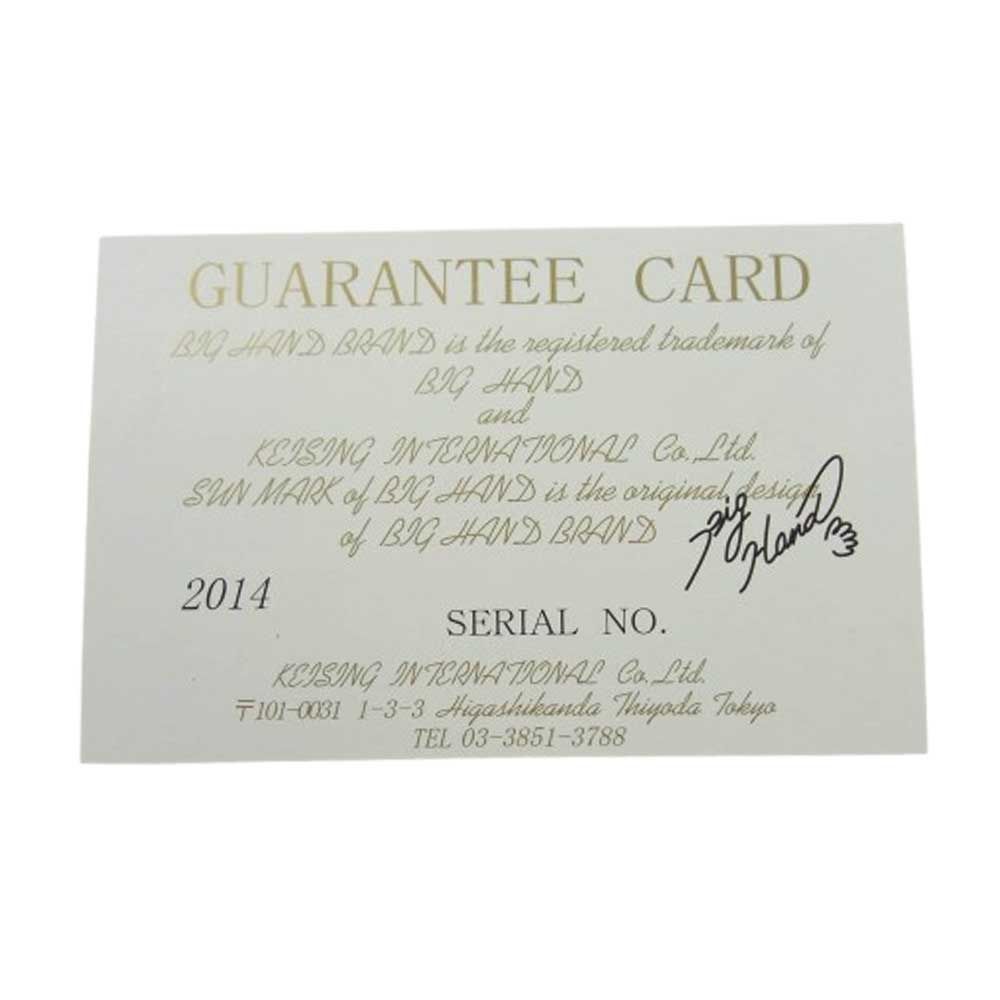 GUARANTEE CARD
BIG HAND BRAND is the registered trademark of
BIG HAND
and
KEISING INTERNATIONAL Co.,Ltd.
SUN MARK of BIG HAND is the original design
of BIG HAND BRAND
Big
Hand
2014
SERIAL NO.
KEISING INTERNATIONAL Co.,Ltd.
〒101-0031 1-3-3 Higashikanda Thiyoda Tokyo
TEL 03-3851-3788